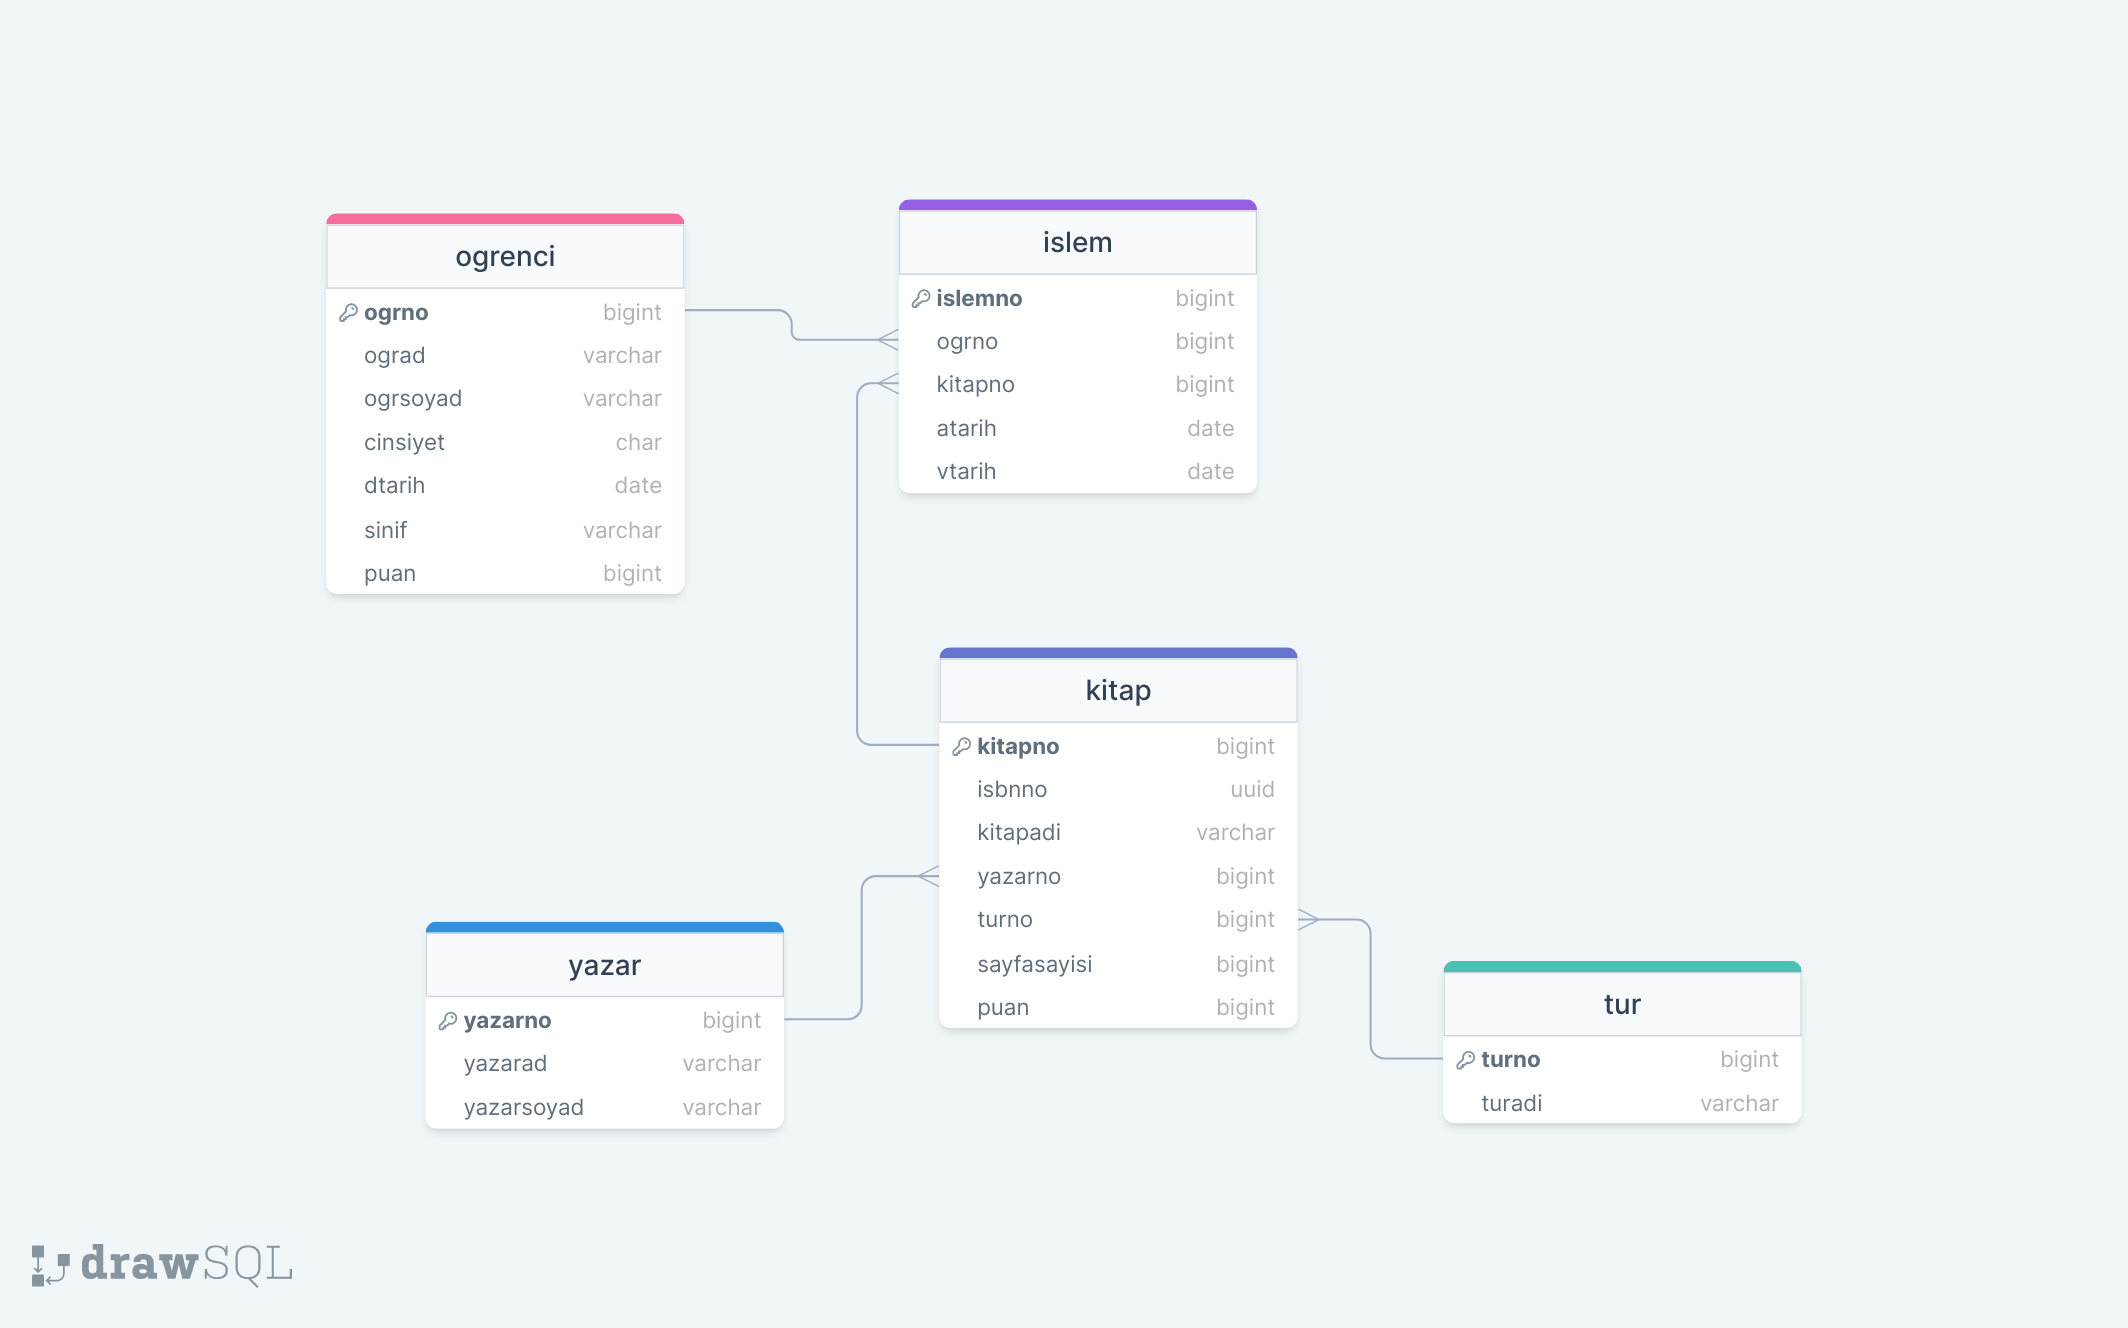 ogrenci
ogrno bigint
ograd varchar
ogrsoyad varchar
cinsiyet char
dtarih date
sinif varchar
puan bigint
islem
islemno bigint
ogrno bigint
kitapno bigint
atarih date
vtarih date
kitap
kitapno bigint
isbnno uuid
kitapadi varchar
yazarno bigint
turno bigint
sayfasayisi bigint
puan bigint
yazar
yazarno bigint
yazarad varchar
yazarsoyad varchar
tur
turno bigint
turadi varchar
drawSQL